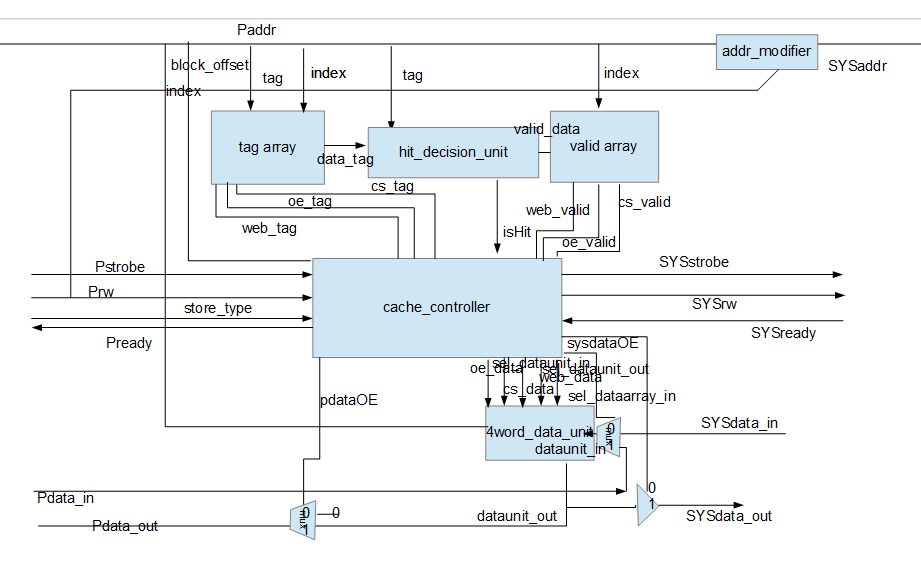 Paddr
addr_modifier
SYSaddr
block_offset
tag
index
tag
index
index
tag array
data_tag
hit_decision_unit
valid_data
valid array
cs_tag
oe_tag
web_tag
isHit
web_valid
cs_valid
oe_valid
Pstrobe
Prw
store_type
Pready
cache_controller
SYSstrobe
SYSrw
SYSready
sysdataOE
oe_data
sel_dataunit_in
sel_dataunit_out
web_data
cs_data
sel_dataarray_in
pdataOE
4word_data_unit
0
mux
1
SYSdata_in
dataunit_in
Pdata_in
0
1
SYSdata_out
Pdata_out
0
mux
1
0
dataunit_out